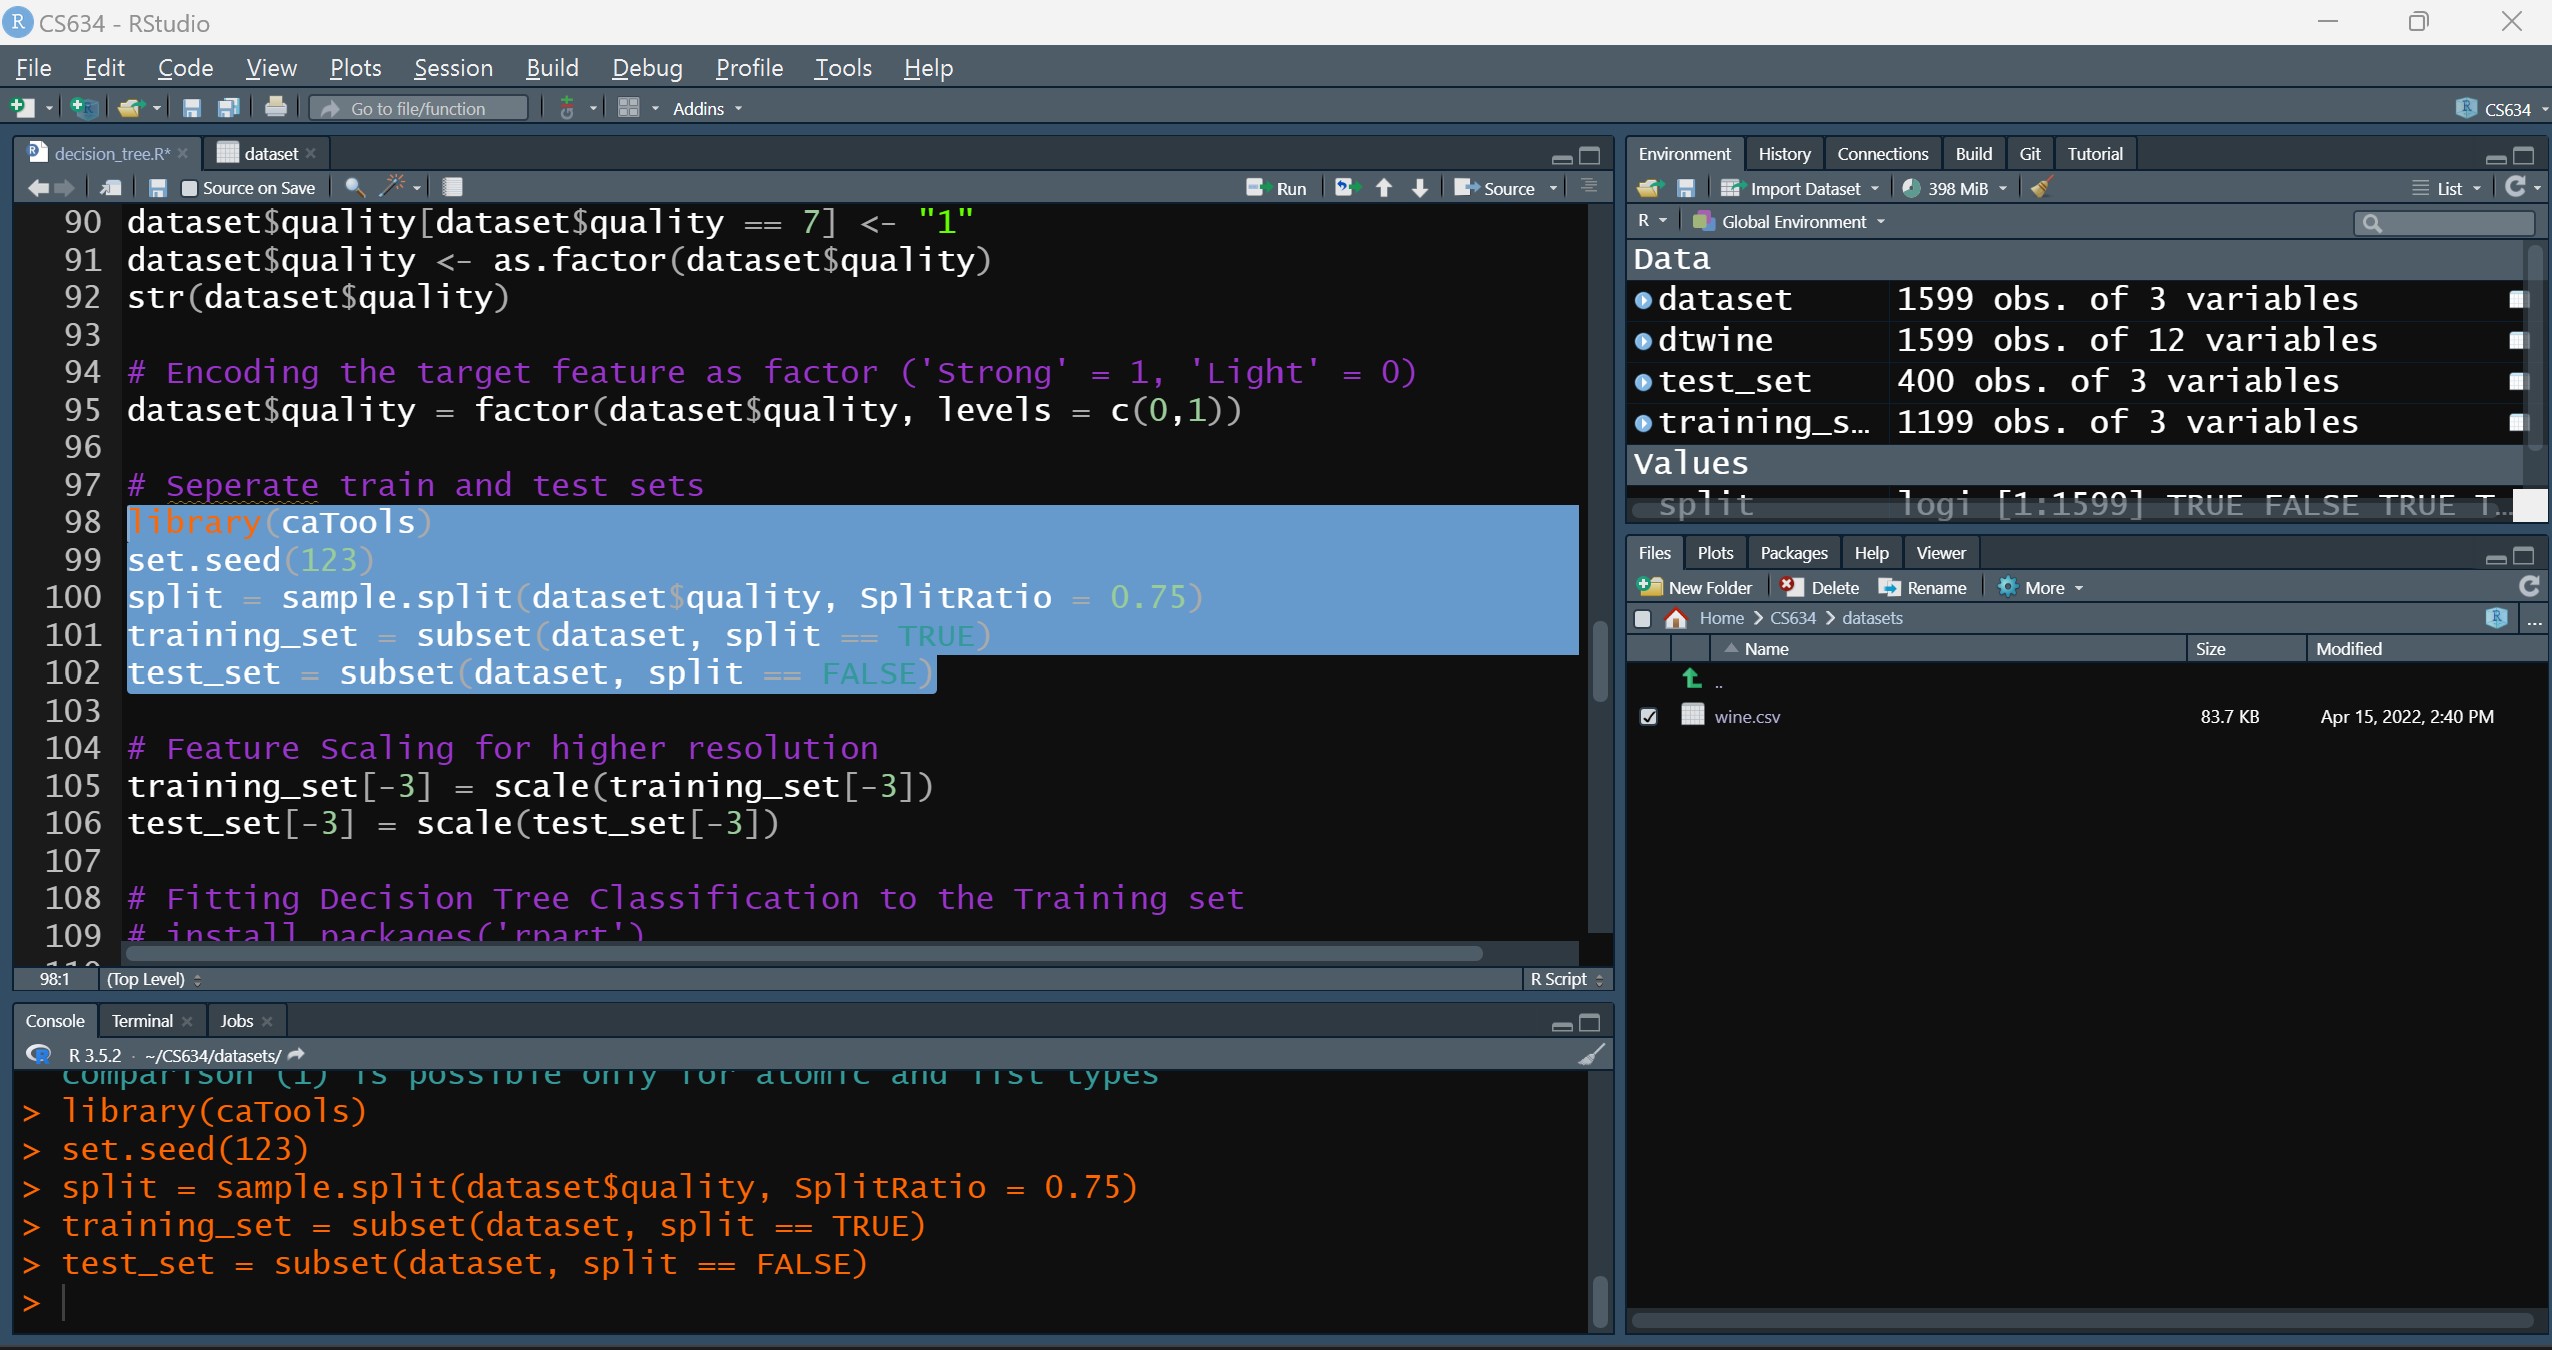 CS634 - RStudio
File Edit Code View Plots Session Build Debug Profile Tools Help
Go to file/function Addins CS634
decision_tree.R* dataset
Source on Save Run Source
90 dataset$quality[dataset$quality == 7] <- "1"
91 dataset$quality <- as.factor(dataset$quality)
92 str(dataset$quality)
93
94 # Encoding the target feature as factor ('Strong' = 1, 'Light' = 0)
95 dataset$quality = factor(dataset$quality, levels = c(0,1))
96
97 # Seperate train and test sets
98 library(caTools)
99 set.seed(123)
100 split = sample.split(dataset$quality, SplitRatio = 0.75)
101 training_set = subset(dataset, split == TRUE)
102 test_set = subset(dataset, split == FALSE)
103
104 # Feature Scaling for higher resolution
105 training_set[-3] = scale(training_set[-3])
106 test_set[-3] = scale(test_set[-3])
107
108 # Fitting Decision Tree Classification to the Training set
109 # install packages('rpart')
98:1 (Top Level) R Script
Console Terminal Jobs
R 3.5.2 · ~/CS634/datasets/
comparison (1) is possible only for atomic and list types
> library(caTools)
> set.seed(123)
> split = sample.split(dataset$quality, SplitRatio = 0.75)
> training_set = subset(dataset, split == TRUE)
> test_set = subset(dataset, split == FALSE)
>
Environment History Connections Build Git Tutorial
Import Dataset 398 MiB List
R Global Environment
Data
dataset 1599 obs. of 3 variables
dtwine 1599 obs. of 12 variables
test_set 400 obs. of 3 variables
training_s… 1199 obs. of 3 variables
Values
split logi [1:1599] TRUE FALSE TRUE T…
Files Plots Packages Help Viewer
New Folder Delete Rename More
Home CS634 datasets ...
Name Size Modified
..
wine.csv 83.7 KB Apr 15, 2022, 2:40 PM